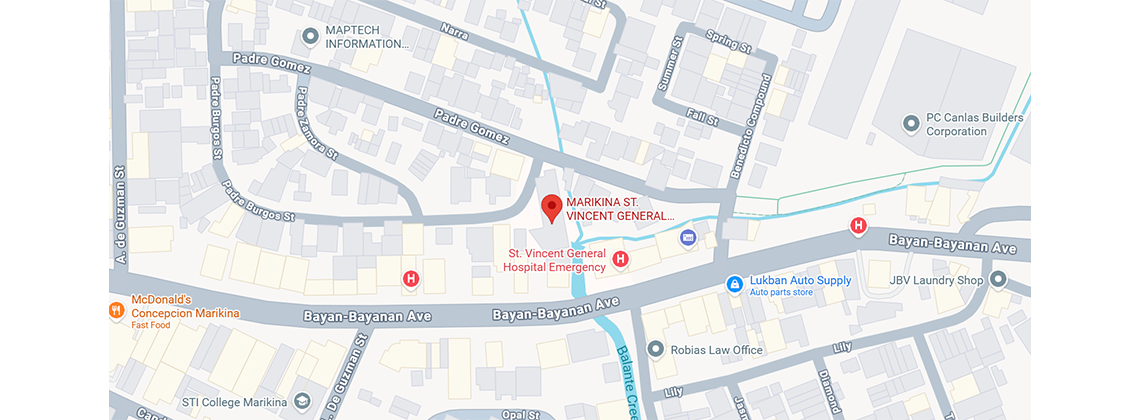 MAPTECH
INFORMATION...
Narra
Spring St
Summer St
Fall St
Padre Gomez
Padre Gomez
Padre Burgos St
Padre Zamora St
Padre Burgos St
A. de Guzman St
Benedicto Compound
PC Canlas Builders
Corporation
MARIKINA ST.
VINCENT GENERAL...
St. Vincent General
Hospital Emergency
H
H
H
Bayan-Bayanan Ave
Bayan-Bayanan Ave
Bayan-Bayanan Ave
Lukban Auto Supply
Auto parts store
JBV Laundry Shop
McDonald's
Concepcion Marikina
Fast Food
Robias Law Office
Lily
Lily
Balante Cree
STI College Marikina
. De Guzman St
Opal St
Diamond